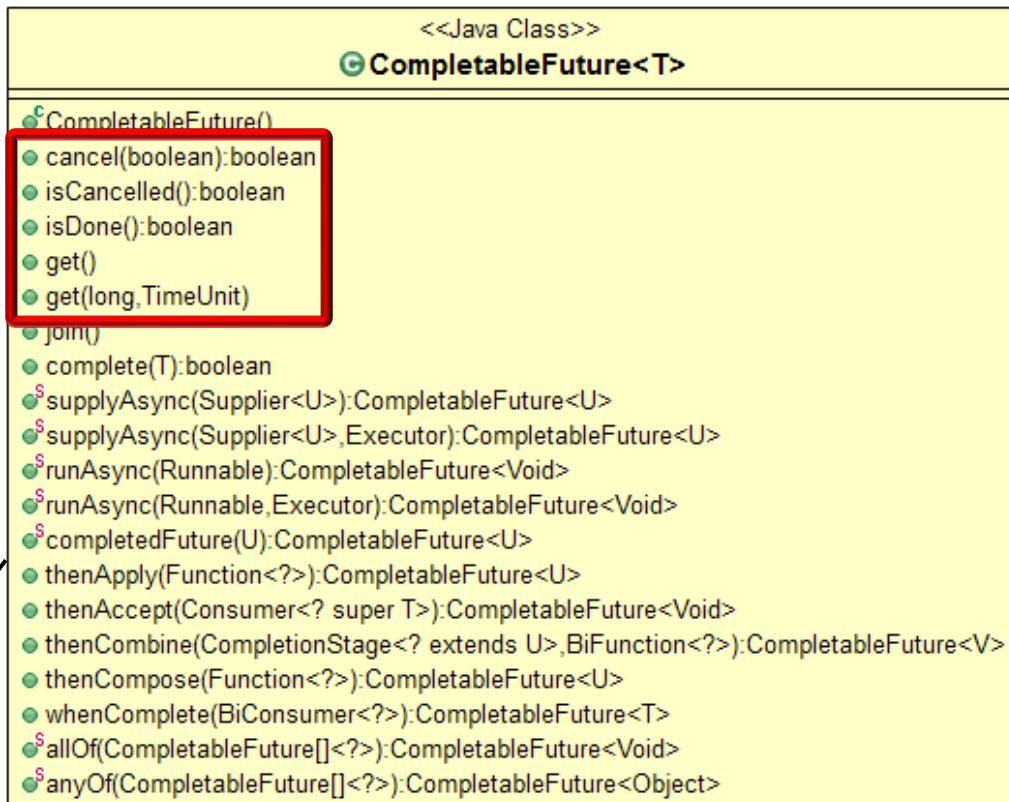 <<Java Class>>
C CompletableFuture<T>
C CompletableFuture()
cancel(boolean):boolean
isCancelled():boolean
isDone():boolean
get()
get(long,TimeUnit)
join()
complete(T):boolean
S supplyAsync(Supplier<U>):CompletableFuture<U>
S supplyAsync(Supplier<U>,Executor):CompletableFuture<U>
S runAsync(Runnable):CompletableFuture<Void>
S runAsync(Runnable,Executor):CompletableFuture<Void>
S completedFuture(U):CompletableFuture<U>
thenApply(Function<?>):CompletableFuture<U>
thenAccept(Consumer<? super T>):CompletableFuture<Void>
thenCombine(CompletionStage<? extends U>,BiFunction<?>):CompletableFuture<V>
thenCompose(Function<?>):CompletableFuture<U>
whenComplete(BiConsumer<?>):CompletableFuture<T>
S allOf(CompletableFuture[]<?>):CompletableFuture<Void>
S anyOf(CompletableFuture[]<?>):CompletableFuture<Object>